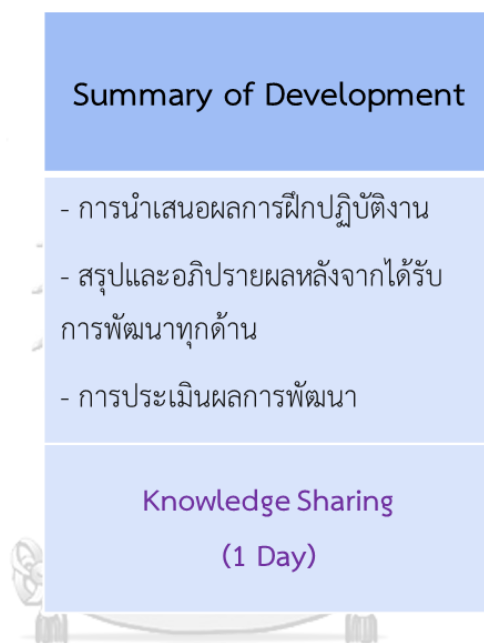 Summary of Development
- การนำเสนอผลการฝึกปฏิบัติงาน
- สรุปและอภิปรายผลหลังจากได้รับ
การพัฒนาทุกด้าน
- การประเมินผลการพัฒนา
Knowledge Sharing
(1 Day)